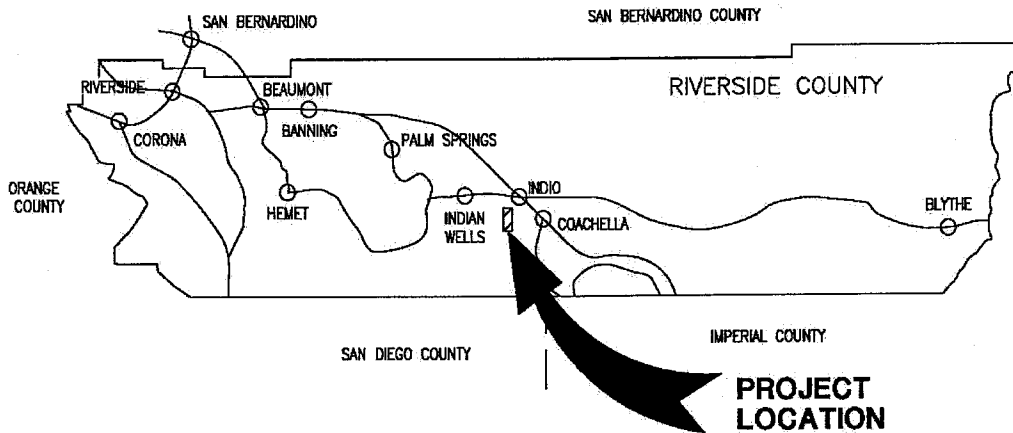 SAN BERNARDINO
SAN BERNARDINO COUNTY
RIVERSIDE
BEAUMONT
RIVERSIDE COUNTY
CORONA
BANNING
PALM SPRINGS
ORANGE
COUNTY
HEMET
INDIAN
WELLS
INDIO
COACHELLA
BLYTHE
SAN DIEGO COUNTY
IMPERIAL COUNTY
PROJECT
LOCATION